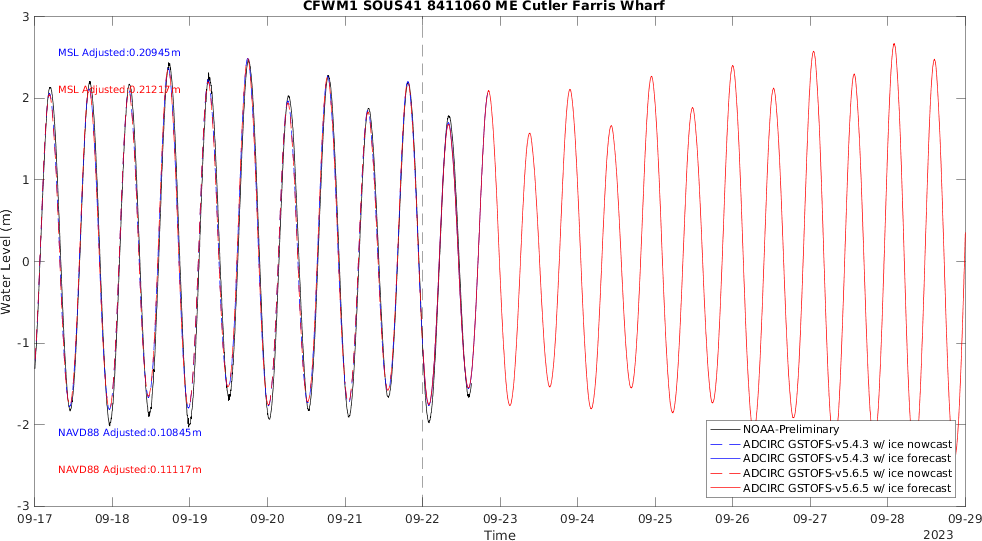 CFWM1 SOUS41 8411060 ME Cutler Farris Wharf
3
2
1
0
-1
-2
-3
Water Level (m)
MSL Adjusted:0.20945m
MSL Adjusted:0.21217m
NAVD88 Adjusted:0.10845m
NAVD88 Adjusted:0.11117m
NOAA-Preliminary
ADCIRC GSTOFS-v5.4.3 w/ ice nowcast
ADCIRC GSTOFS-v5.4.3 w/ ice forecast
ADCIRC GSTOFS-v5.6.5 w/ ice nowcast
ADCIRC GSTOFS-v5.6.5 w/ ice forecast
09-17 09-18 09-19 09-20 09-21 09-22 09-23 09-24 09-25 09-26 09-27 09-28 09-29
Time
2023